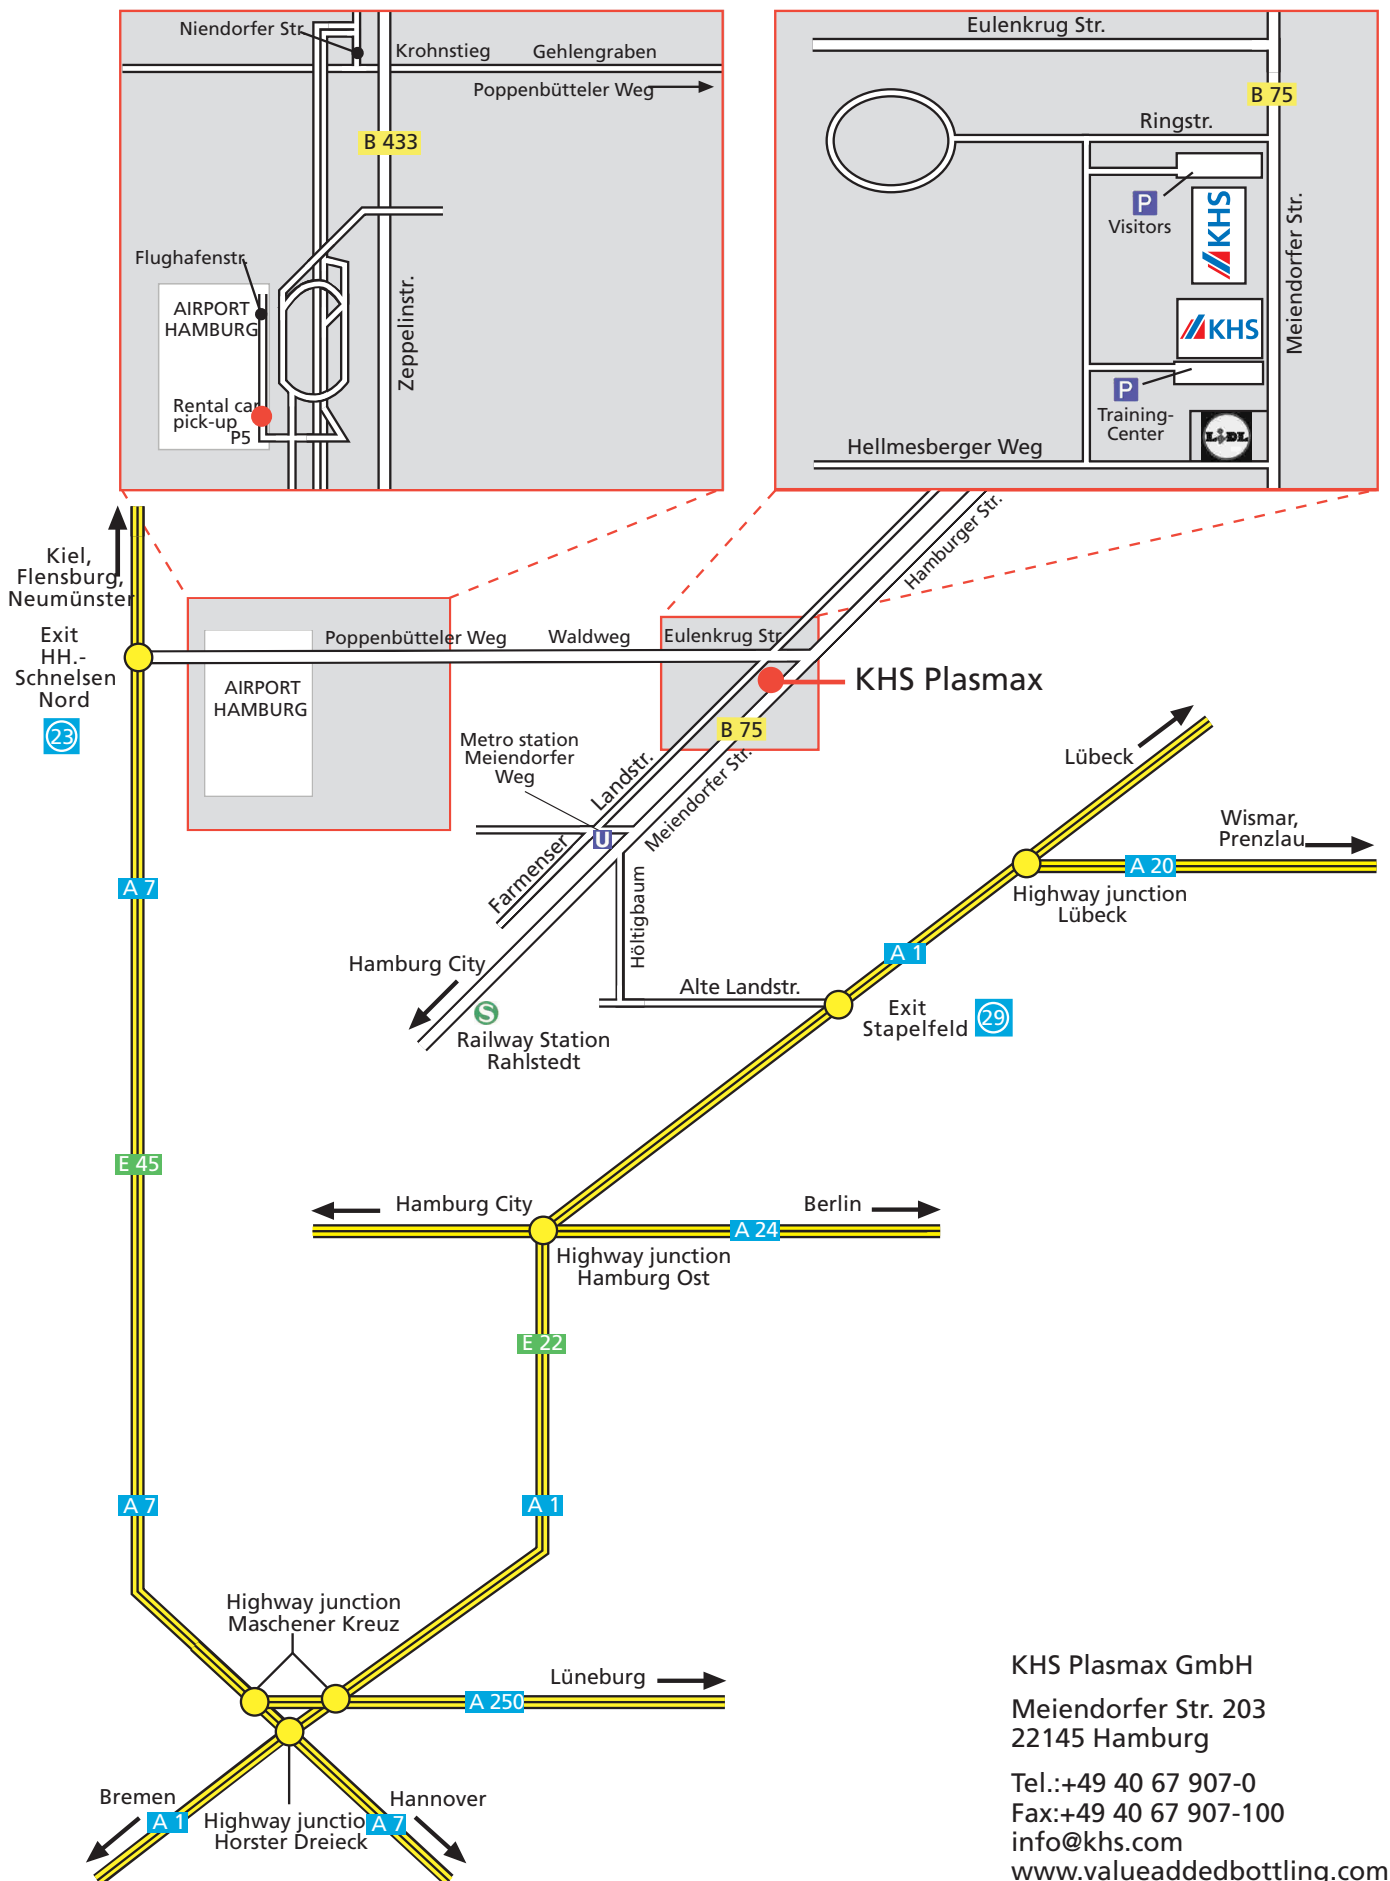 Niendorfer Str.
Krohnstieg
Gehlengraben
Poppenbütteler Weg
B 433
Flughafenstr.
AIRPORT
HAMBURG
Zeppelinstr.
Rental car
pick-up
P5
Eulenkrug Str.
B 75
Ringstr.
P
Visitors
KHS
Meiendorfer Str.
KHS
P
Training-
Center
LIDL
Hellmesberger Weg
Kiel,
Flensburg,
Neumünster
Exit
HH.-
Schnelsen
Nord
23
Poppenbütteler Weg
Waldweg
Eulenkrug Str.
Hamburger Str.
AIRPORT
HAMBURG
KHS Plasmax
B 75
Metro station
Meiendorfer
Weg
Landstr.
Meiendorfer Str.
U
Farmenser
Höltigbaum
Lübeck
Wismar,
Prenzlau
A 20
Highway junction
Lübeck
A 7
A 1
Hamburg City
Alte Landstr.
Exit
Stapelfeld
29
S
Railway Station
Rahlstedt
E 45
Hamburg City
Berlin
A 24
Highway junction
Hamburg Ost
E 22
A 7
A 1
Highway junction
Maschener Kreuz
Lüneburg
A 250
Bremen
A 1
Highway junctio
Horster Dreieck
A 7
Hannover
KHS Plasmax GmbH
Meiendorfer Str. 203
22145 Hamburg
Tel.:+49 40 67 907-0
Fax:+49 40 67 907-100
info@khs.com
www.valueaddedbottling.com